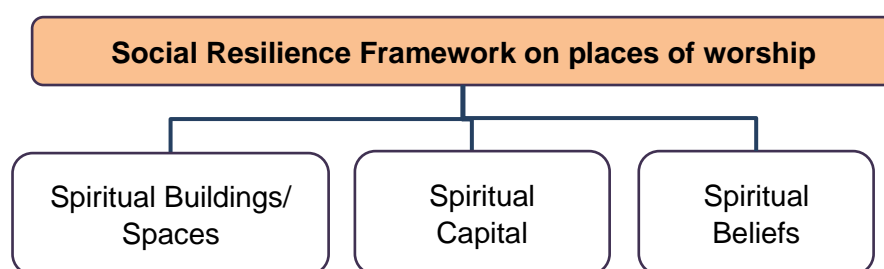 Social Resilience Framework on places of worship
Spiritual Buildings/
Spaces
Spiritual
Capital
Spiritual
Beliefs